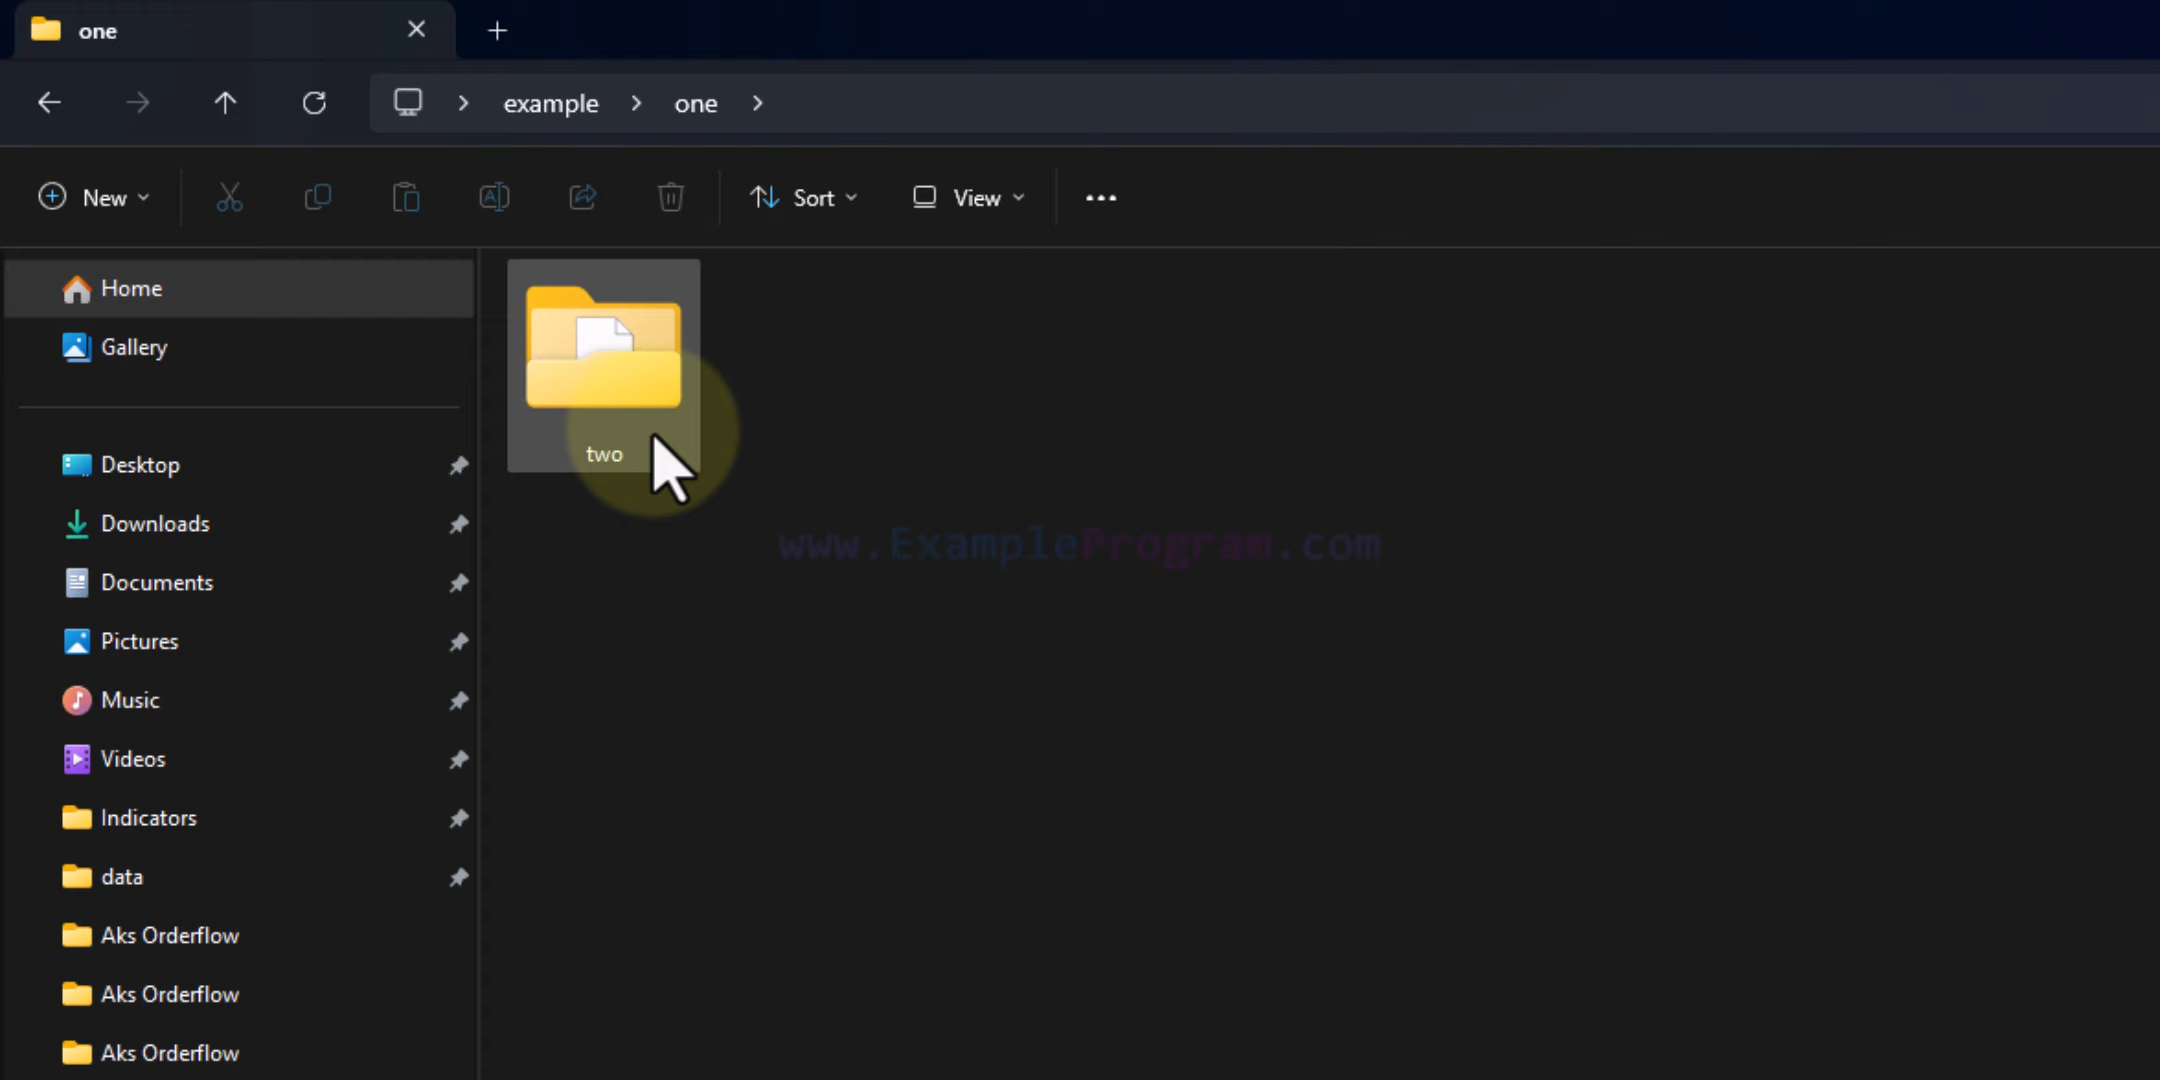 one
example
one
New
Sort
View
Home
Gallery
two
Desktop
Downloads
www.ExampleProgram.com
Documents
Pictures
Music
Videos
Indicators
data
Aks Orderflow
Aks Orderflow
Aks Orderflow